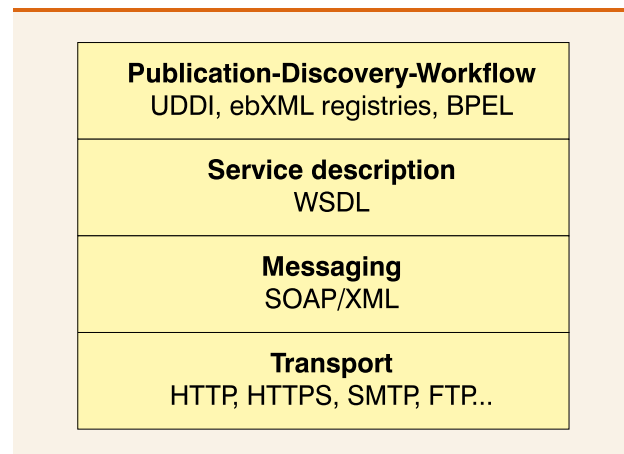 Publication-Discovery-Workflow
UDDI, ebXML registries, BPEL
Service description
WSDL
Messaging
SOAP/XML
Transport
HTTP, HTTPS, SMTP, FTP...